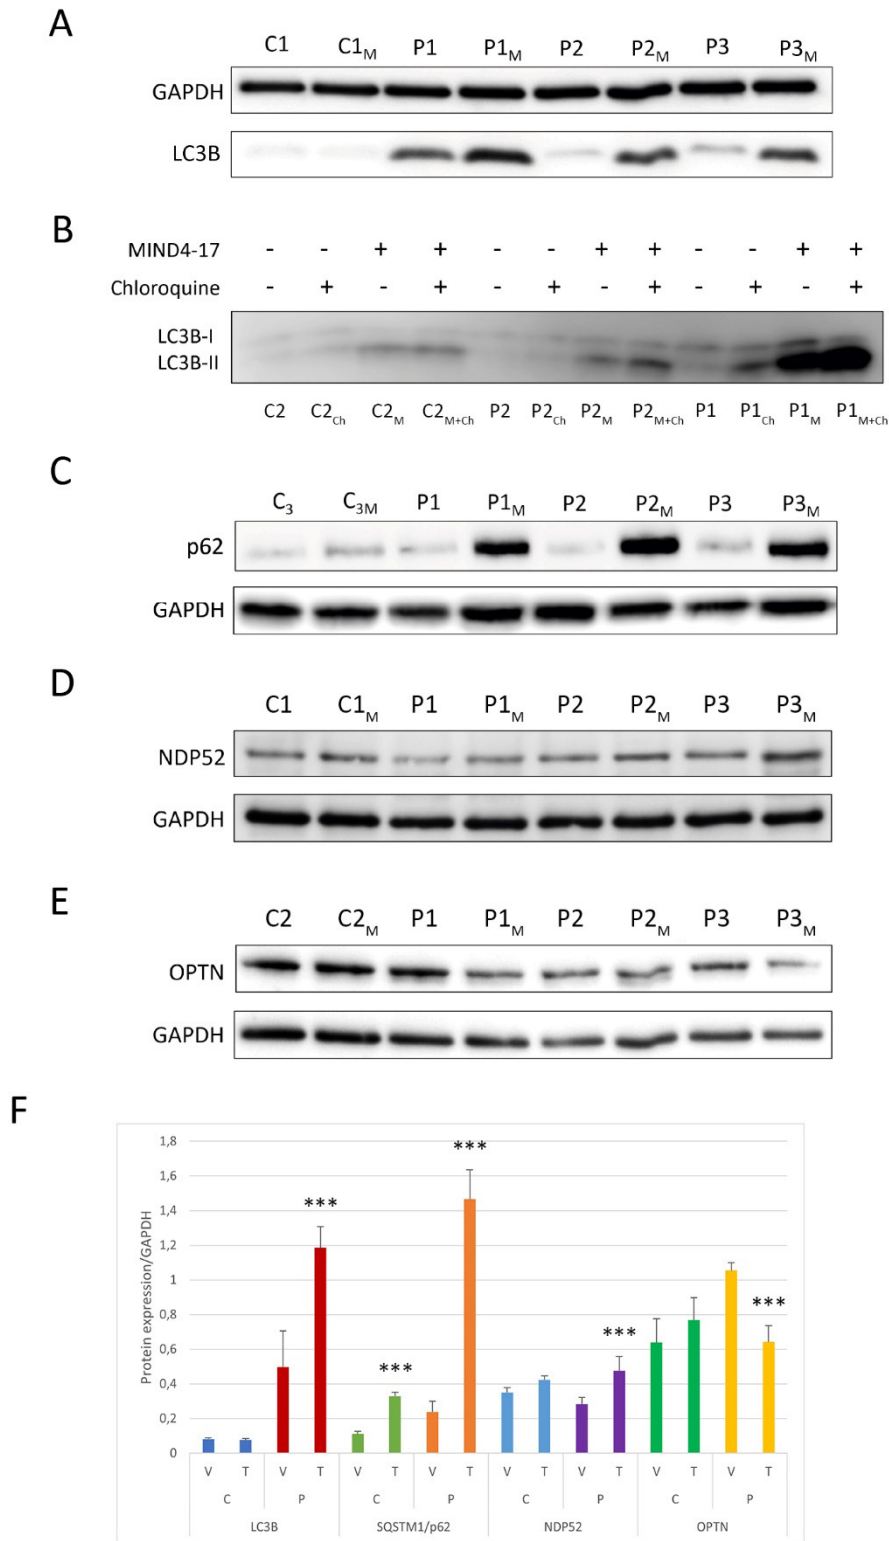 A
C1 C1M P1 P1M P2 P2M P3 P3M
GAPDH
LC3B
B
MIND4-17 - - + + - - + + - - + +
Chloroquine - + - + - + - + - + - +
LC3B-I
LC3B-II
C2 C2Ch C2M C2M+Ch P2 P2Ch P2M P2M+Ch P1 P1Ch P1M P1M+Ch
C
C3 C3M P1 P1M P2 P2M P3 P3M
p62
GAPDH
D
C1 C1M P1 P1M P2 P2M P3 P3M
NDP52
GAPDH
E
C2 C2M P1 P1M P2 P2M P3 P3M
OPTN
GAPDH
F
Protein expression/GAPDH
1,8
1,6
1,4
1,2
1
0,8
0,6
0,4
0,2
0
*** *** *** *** ***
V T V T V T V T V T V T V T V T
C P C P C P C P
LC3B SQSTM1/p62 NDP52 OPTN